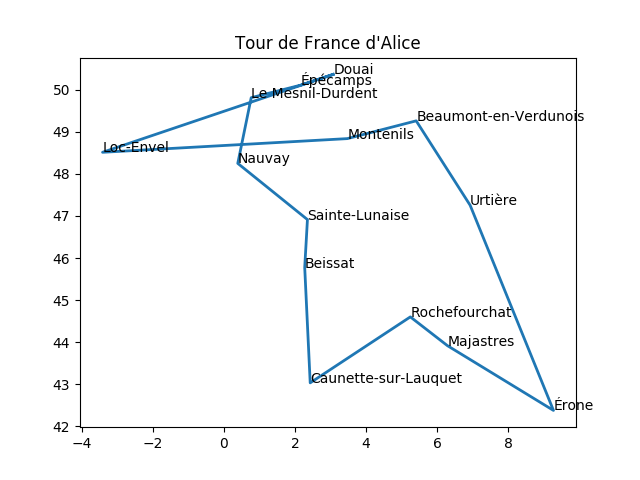 Tour de France d'Alice
Douai
Épécamps
Le Mesnil-Durdent
Beaumont-en-Verdunois
Montenils
Loc-Envel
Nauvay
Urtière
Sainte-Lunaise
Beissat
Rochefourchat
Majastres
Caunette-sur-Lauquet
Érone
50
49
48
47
46
45
44
43
42
−4
−2
0
2
4
6
8